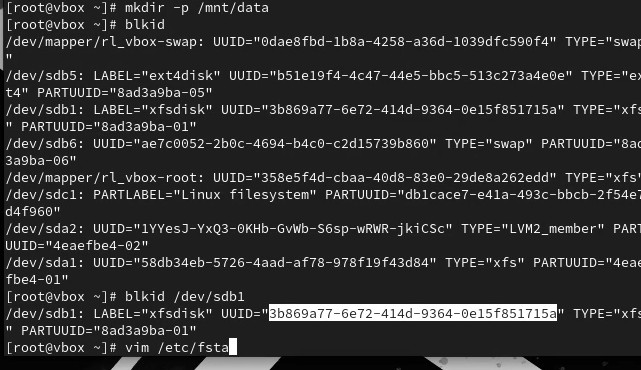 [root@vbox ~]# mkdir -p /mnt/data
[root@vbox ~]# blkid
/dev/mapper/rl_vbox-swap: UUID="0dae8fbd-1b8a-4258-a36d-1039dfc590f4" TYPE="swap
"
/dev/sdb5: LABEL="ext4disk" UUID="b51e19f4-4c47-44e5-bbc5-513c273a4e0e" TYPE="ex
t4" PARTUUID="8ad3a9ba-05"
/dev/sdb1: LABEL="xfsdisk" UUID="3b869a77-6e72-414d-9364-0e15f851715a" TYPE="xfs
" PARTUUID="8ad3a9ba-01"
/dev/sdb6: UUID="ae7c0052-2b0c-4694-b4c0-c2d15739b860" TYPE="swap" PARTUUID="8ad
3a9ba-06"
/dev/mapper/rl_vbox-root: UUID="358e5f4d-cbaa-40d8-83e0-29de8a262edd" TYPE="xfs"
/dev/sdc1: PARTLABEL="Linux filesystem" PARTUUID="db1cace7-e41a-493c-bbcb-2f54e7
d4f960"
/dev/sda2: UUID="1YYesJ-YxQ3-0KHb-GvWb-S6sp-wRWR-jkiCSc" TYPE="LVM2_member" PART
UUID="4eaefbe4-02"
/dev/sda1: UUID="58db34eb-5726-4aad-af78-978f19f43d84" TYPE="xfs" PARTUUID="4eae
fbe4-01"
[root@vbox ~]# blkid /dev/sdb1
/dev/sdb1: LABEL="xfsdisk" UUID="3b869a77-6e72-414d-9364-0e15f851715a" TYPE="xfs
" PARTUUID="8ad3a9ba-01"
[root@vbox ~]# vim /etc/fsta